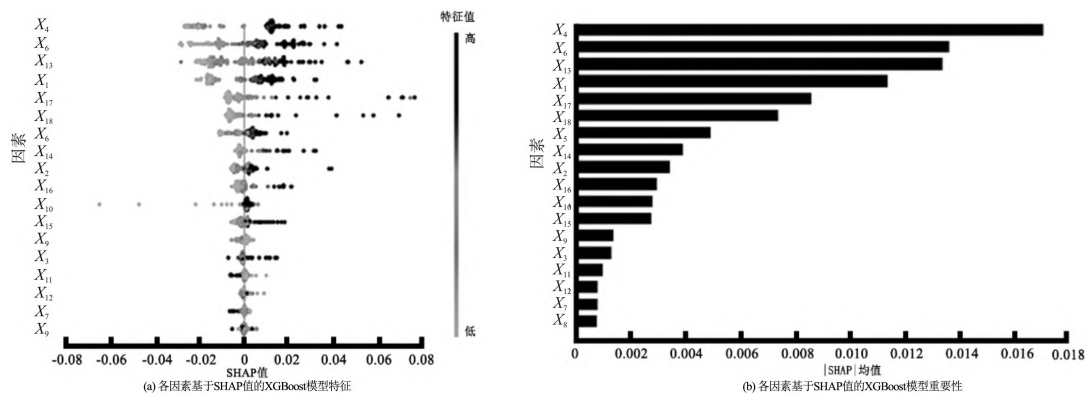 特征值
高
低
因素
X4
X6
X13
X1
X17
X18
X6
X14
X2
X16
X10
X15
X9
X3
X11
X12
X7
X9
-0.08 -0.06 -0.04 -0.02 0 0.02 0.04 0.06 0.08
SHAP值
(a) 各因素基于SHAP值的XGBoost模型特征
因素
X4
X6
X13
X1
X17
X18
X5
X14
X2
X16
X10
X15
X9
X3
X11
X12
X7
X8
0 0.002 0.004 0.006 0.008 0.010 0.012 0.014 0.016 0.018
|SHAP|均值
(b) 各因素基于SHAP值的XGBoost模型重要性